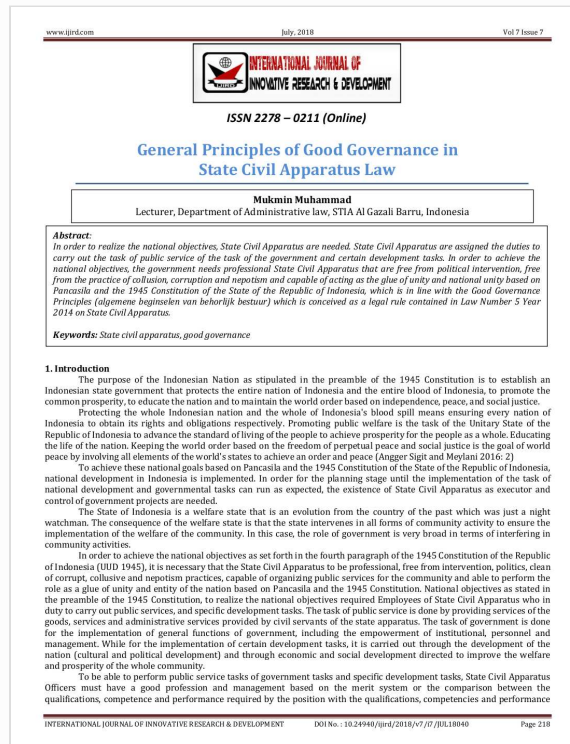 www.ijird.com July, 2018 Vol 7 Issue 7
INTERNATIONAL JOURNAL OF
INNOVATIVE RESEARCH & DEVELOPMENT
IJIRD
ISSN 2278 – 0211 (Online)
General Principles of Good Governance in
State Civil Apparatus Law
Mukmin Muhammad
Lecturer, Department of Administrative law, STIA Al Gazali Barru, Indonesia
Abstract:
In order to realize the national objectives, State Civil Apparatus are needed. State Civil Apparatus are assigned the duties to
carry out the task of public service of the task of the government and certain development tasks. In order to achieve the
national objectives, the government needs professional State Civil Apparatus that are free from political intervention, free
from the practice of collusion, corruption and nepotism and capable of acting as the glue of unity and national unity based on
Pancasila and the 1945 Constitution of the State of the Republic of Indonesia, which is in line with the Good Governance
Principles (algemene beginselen van behorlijk bestuur) which is conceived as a legal rule contained in Law Number 5 Year
2014 on State Civil Apparatus.
Keywords: State civil apparatus, good governance
1. Introduction
The purpose of the Indonesian Nation as stipulated in the preamble of the 1945 Constitution is to establish an
Indonesian state government that protects the entire nation of Indonesia and the entire blood of Indonesia, to promote the
common prosperity, to educate the nation and to maintain the world order based on independence, peace, and social justice.
Protecting the whole Indonesian nation and the whole of Indonesia's blood spill means ensuring every nation of
Indonesia to obtain its rights and obligations respectively. Promoting public welfare is the task of the Unitary State of the
Republic of Indonesia to advance the standard of living of the people to achieve prosperity for the people as a whole. Educating
the life of the nation. Keeping the world order based on the freedom of perpetual peace and social justice is the goal of world
peace by involving all elements of the world's states to achieve an order and peace (Angger Sigit and Meylani 2016: 2)
To achieve these national goals based on Pancasila and the 1945 Constitution of the State of the Republic of Indonesia,
national development in Indonesia is implemented. In order for the planning stage until the implementation of the task of
national development and governmental tasks can run as expected, the existence of State Civil Apparatus as executor and
control of government projects are needed.
The State of Indonesia is a welfare state that is an evolution from the country of the past which was just a night
watchman. The consequence of the welfare state is that the state intervenes in all forms of community activity to ensure the
implementation of the welfare of the community. In this case, the role of government is very broad in terms of interfering in
community activities.
In order to achieve the national objectives as set forth in the fourth paragraph of the 1945 Constitution of the Republic
of Indonesia (UUD 1945), it is necessary that the State Civil Apparatus to be professional, free from intervention, politics, clean
of corrupt, collusive and nepotism practices, capable of organizing public services for the community and able to perform the
role as a glue of unity and entity of the nation based on Pancasila and the 1945 Constitution. National objectives as stated in
the preamble of the 1945 Constitution, to realize the national objectives required Employees of State Civil Apparatus who in
duty to carry out public services, and specific development tasks. The task of public service is done by providing services of the
goods, services and administrative services provided by civil servants of the state apparatus. The task of government is done
for the implementation of general functions of government, including the empowerment of institutional, personnel and
management. While for the implementation of certain development tasks, it is carried out through the development of the
nation (cultural and political development) and through economic and social development directed to improve the welfare
and prosperity of the whole community.
To be able to perform public service tasks of government tasks and specific development tasks, State Civil Apparatus
Officers must have a good profession and management based on the merit system or the comparison between the
qualifications, competence and performance required by the position with the qualifications, competencies and performance
INTERNATIONAL JOURNAL OF INNOVATIVE RESEARCH & DEVELOPMENT DOI No. : 10.24940/ijird/2018/v7/i7/JUL18040 Page 218